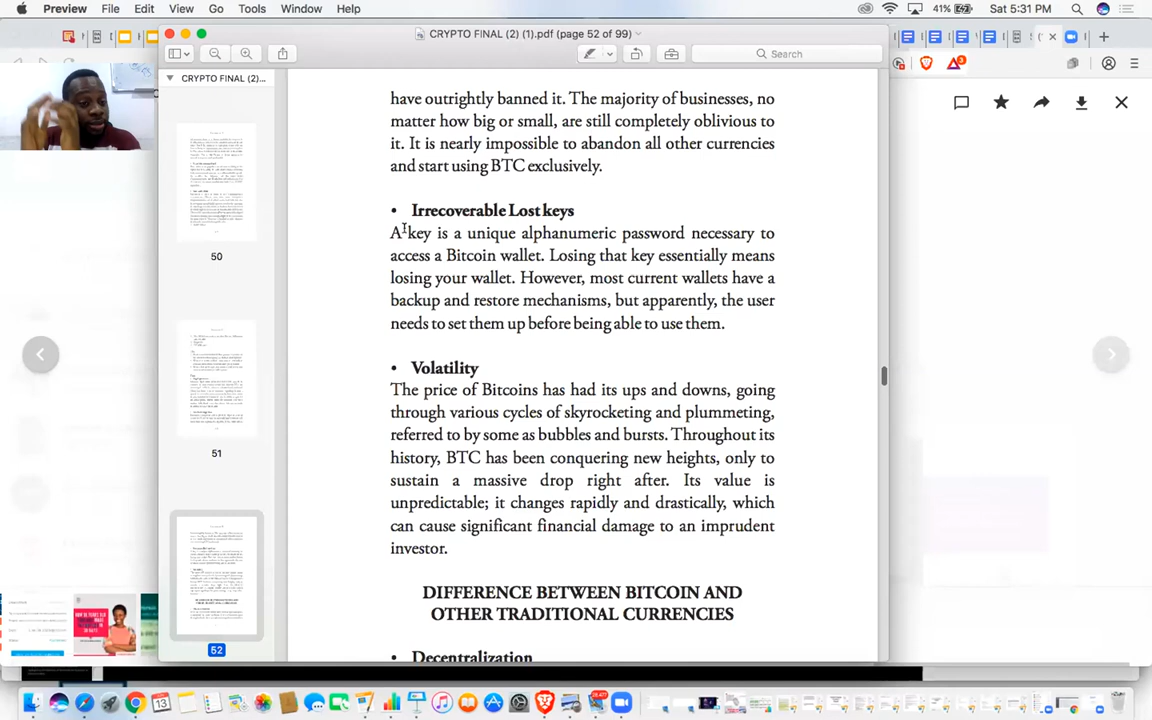 Preview File Edit View Go Tools Window Help 41% Sat 5:31 PM
CRYPTO FINAL (2) (1).pdf (page 52 of 99)
Search
CRYPTO FINAL (2)...
have outrightly banned it. The majority of businesses, no
matter how big or small, are still completely oblivious to
it. It is nearly impossible to abandon all other currencies
and start using BTC exclusively.
• Irrecoverable Lost keys
A key is a unique alphanumeric password necessary to
access a Bitcoin wallet. Losing that key essentially means
losing your wallet. However, most current wallets have a
backup and restore mechanisms, but apparently, the user
needs to set them up before being able to use them.
• Volatility
The price of Bitcoins has had its ups and downs, going
through various cycles of skyrocketing and plummeting,
referred to by some as bubbles and bursts. Throughout its
history, BTC has been conquering new heights, only to
sustain a massive drop right after. Its value is
unpredictable; it changes rapidly and drastically, which
can cause significant financial damage to an imprudent
investor.
DIFFERENCE BETWEEN BITCOIN AND
OTHER TRADITIONAL CURRENCIES
• Decentralization
50
51
52